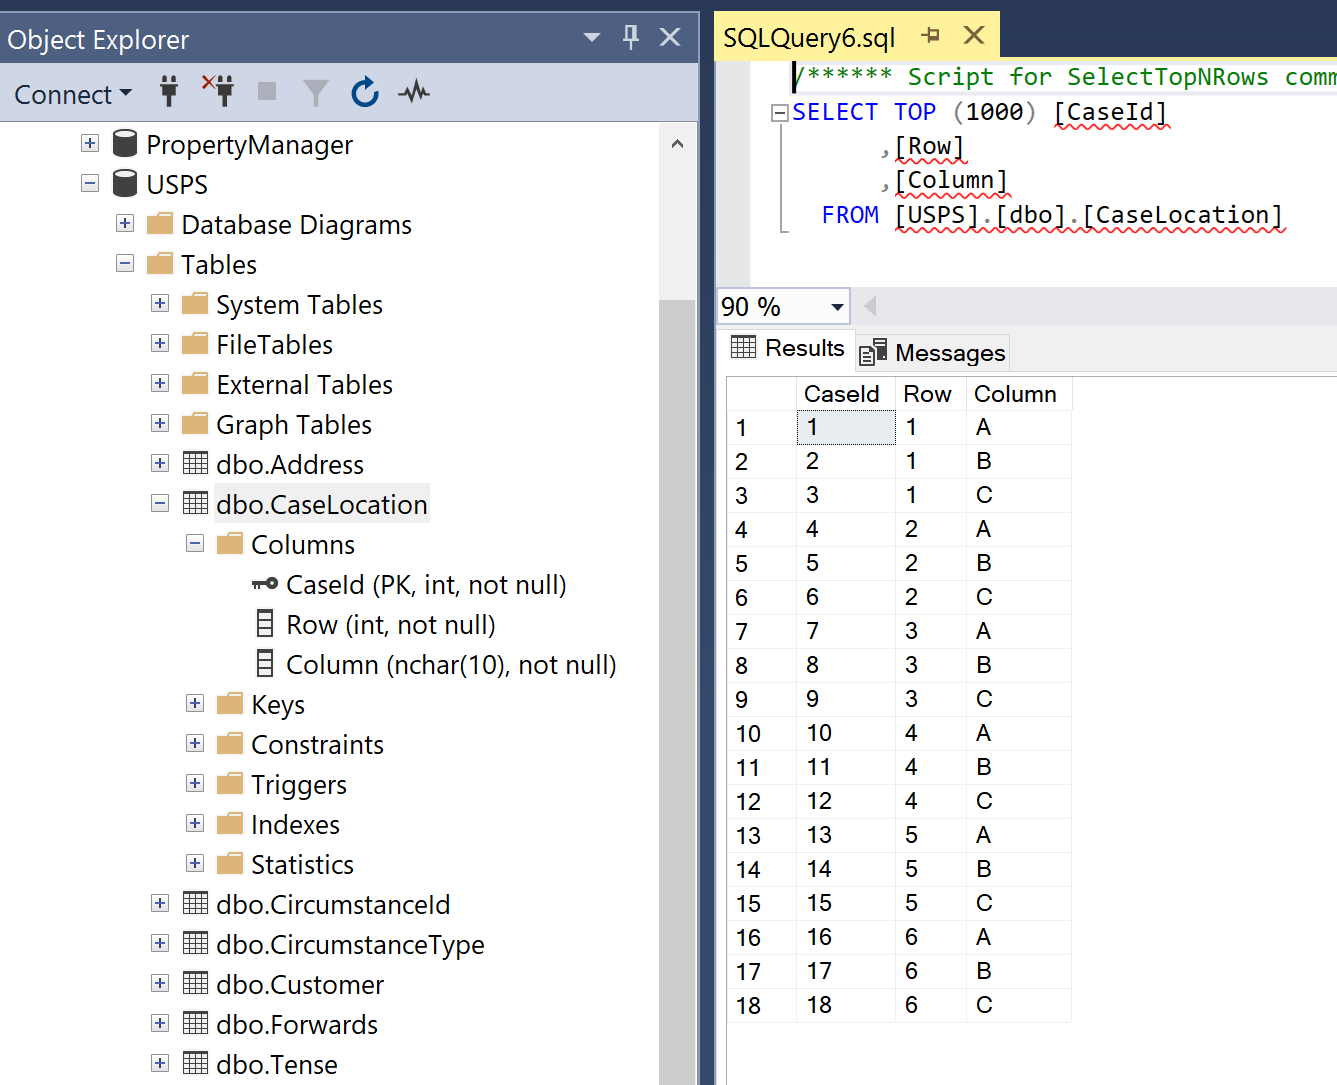 Object Explorer
Connect
PropertyManager
USPS
Database Diagrams
Tables
System Tables
FileTables
External Tables
Graph Tables
dbo.Address
dbo.CaseLocation
Columns
CaseId (PK, int, not null)
Row (int, not null)
Column (nchar(10), not null)
Keys
Constraints
Triggers
Indexes
Statistics
dbo.CircumstanceId
dbo.CircumstanceType
dbo.Customer
dbo.Forwards
dbo.Tense
SQLQuery6.sql
/****** Script for SelectTopNRows comm
SELECT TOP (1000) [CaseId]
,[Row]
,[Column]
FROM [USPS].[dbo].[CaseLocation]
90 %
Results Messages
CaseId Row Column
1 1 1 A
2 2 1 B
3 3 1 C
4 4 2 A
5 5 2 B
6 6 2 C
7 7 3 A
8 8 3 B
9 9 3 C
10 10 4 A
11 11 4 B
12 12 4 C
13 13 5 A
14 14 5 B
15 15 5 C
16 16 6 A
17 17 6 B
18 18 6 C